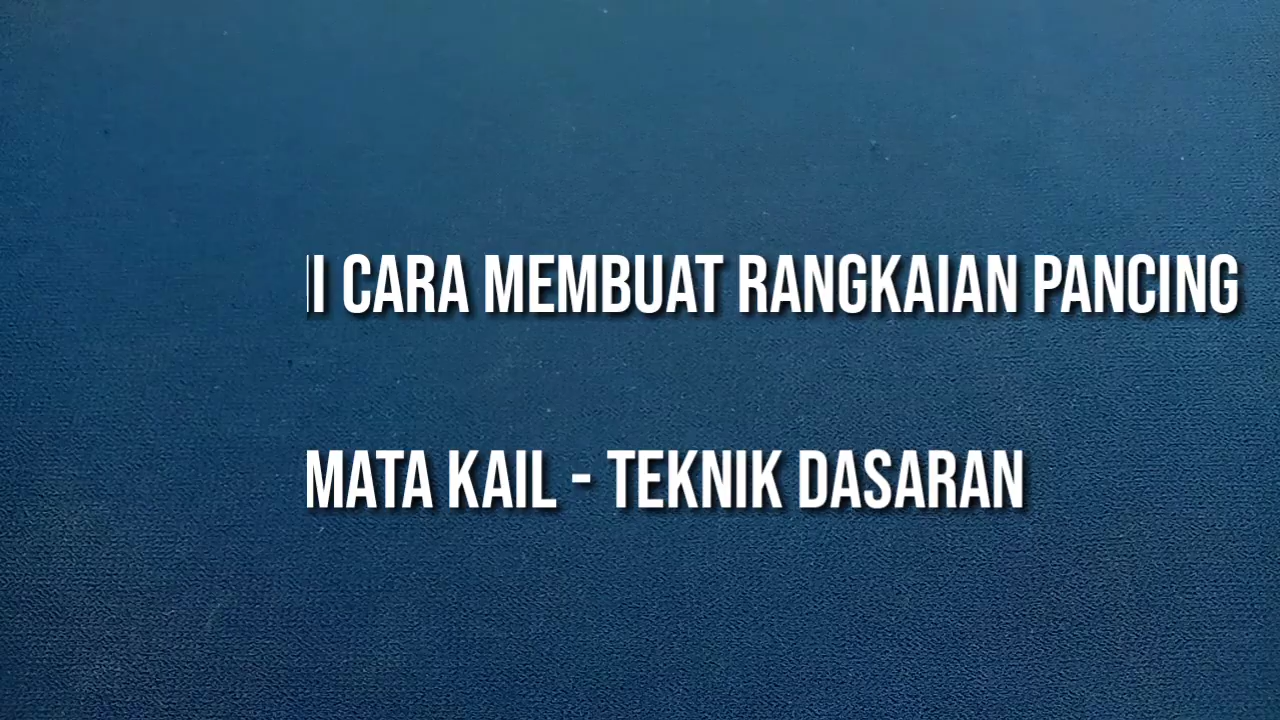 I CARA MEMBUAT RANGKAIAN PANCING
MATA KAIL - TEKNIK DASARAN